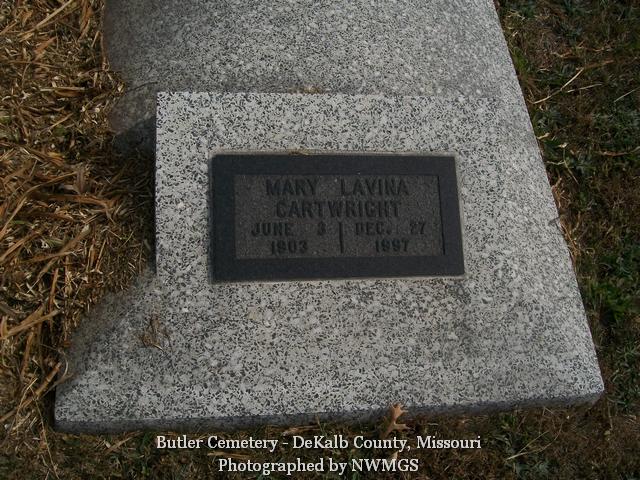 MARY LAVINA
CARTWRIGHT
JUNE 3 DEC. 27
1903 1997
Butler Cemetery - DeKalb County, Missouri
Photographed by NWMGS